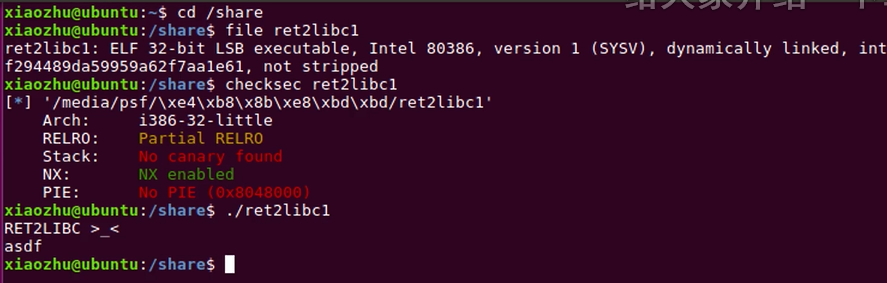 xiaozhu@ubuntu:~$ cd /share
xiaozhu@ubuntu:/share$ file ret2libc1
ret2libc1: ELF 32-bit LSB executable, Intel 80386, version 1 (SYSV), dynamically linked, int
f294489da59959a62f7aa1e61, not stripped
xiaozhu@ubuntu:/share$ checksec ret2libc1
[*] '/media/psf/\xe4\xb8\x8b\xe8\xbd\xbd/ret2libc1'
    Arch:     i386-32-little
    RELRO:    Partial RELRO
    Stack:    No canary found
    NX:       NX enabled
    PIE:      No PIE (0x8048000)
xiaozhu@ubuntu:/share$ ./ret2libc1
RET2LIBC >_<
asdf
xiaozhu@ubuntu:/share$